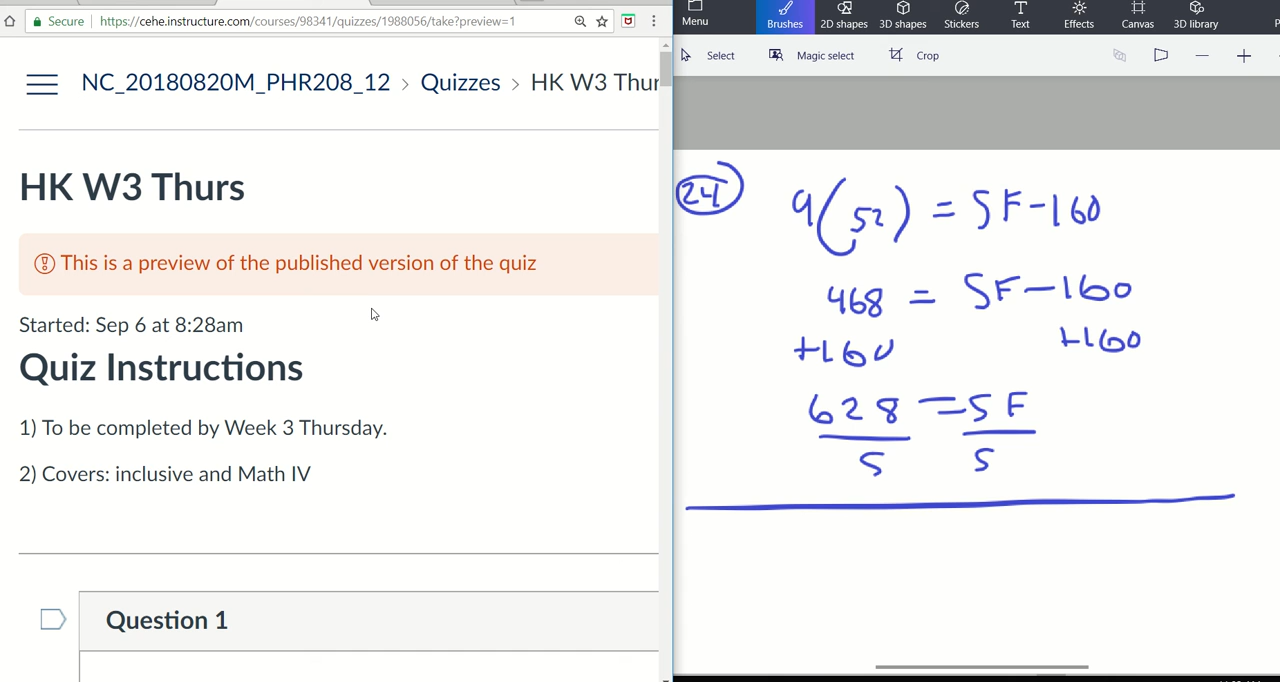 Secure https://cehe.instructure.com/courses/98341/quizzes/1988056/take?preview=1
NC_20180820M_PHR208_12 > Quizzes > HK W3 Thur
HK W3 Thurs
This is a preview of the published version of the quiz
Started: Sep 6 at 8:28am
Quiz Instructions
1) To be completed by Week 3 Thursday.
2) Covers: inclusive and Math IV
Question 1
Menu Brushes 2D shapes 3D shapes Stickers Text Effects Canvas 3D library
Select Magic select Crop
24
9(52) = 5F-160
468 = 5F-160
+160 +160
628 = 5F
5 5